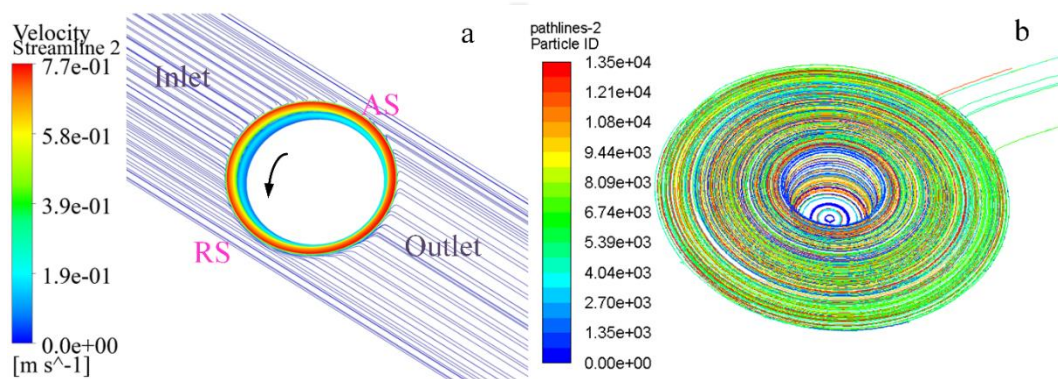 Velocity
Streamline 2
7.7e-01
5.8e-01
3.9e-01
1.9e-01
0.0e+00
[m s^-1]
a
Inlet
AS
RS
Outlet
pathlines-2
Particle ID
1.35e+04
1.21e+04
1.08e+04
9.44e+03
8.09e+03
6.74e+03
5.39e+03
4.04e+03
2.70e+03
1.35e+03
0.00e+00
b